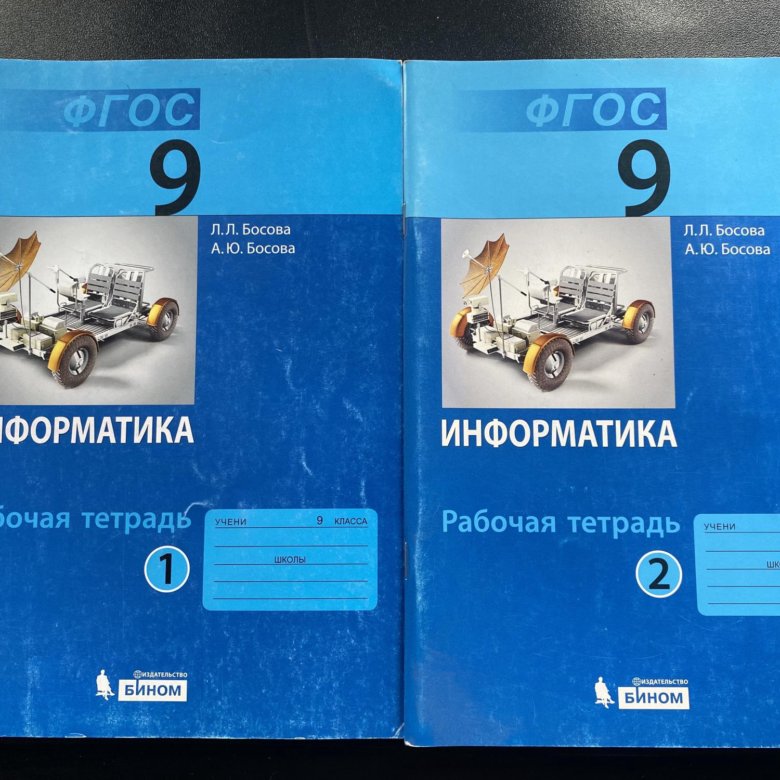 ФГОС
9
Л.Л. Босова
А.Ю. Босова
НФОРМАТИКА
бочая тетрадь
1
УЧЕНИ 9 КЛАССА
ШКОЛЫ
ИЗДАТЕЛЬСТВО
БИНОМ
ФГОС
9
Л.Л. Босова
А.Ю. Босова
ИНФОРМАТИКА
Рабочая тетрадь
2
УЧЕНИ
ШК
ИЗДАТЕЛЬСТВО
БИНОМ